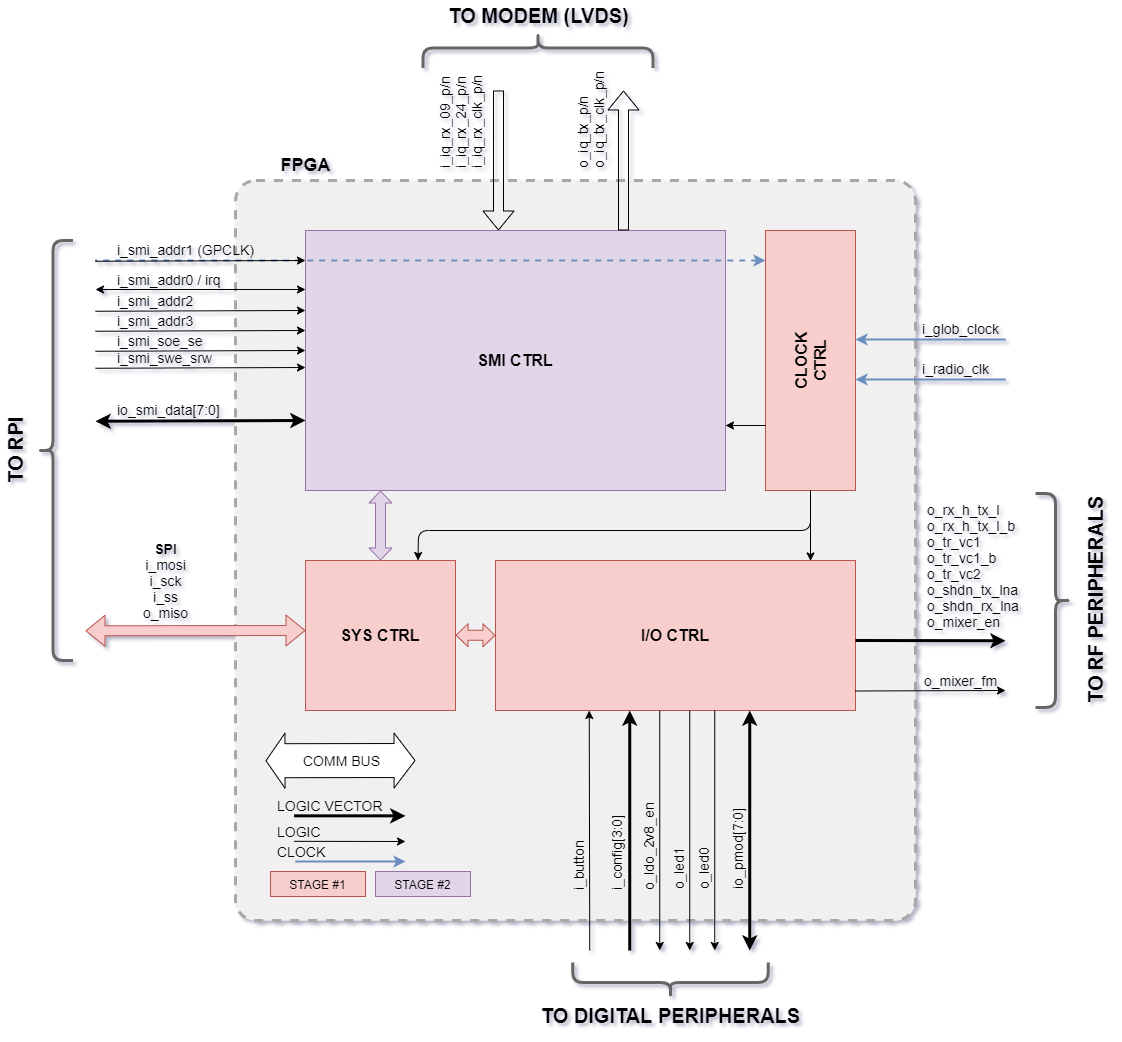 TO MODEM (LVDS)
i_iq_rx_09_p/n
i_iq_rx_24_p/n
i_iq_rx_clk_p/n
o_iq_tx_p/n
o_iq_tx_clk_p/n
FPGA
TO RPI
i_smi_addr1 (GPCLK)
i_smi_addr0 / irq
i_smi_addr2
i_smi_addr3
i_smi_soe_se
i_smi_swe_srw
io_smi_data[7:0]
SMI CTRL
CLOCK
CTRL
i_glob_clock
i_radio_clk
SPI
i_mosi
i_sck
i_ss
o_miso
SYS CTRL
I/O CTRL
o_rx_h_tx_l
o_rx_h_tx_l_b
o_tr_vc1
o_tr_vc1_b
o_tr_vc2
o_shdn_tx_lna
o_shdn_rx_lna
o_mixer_en
o_mixer_fm
TO RF PERIPHERALS
COMM BUS
LOGIC VECTOR
LOGIC
CLOCK
STAGE #1
STAGE #2
i_button
i_config[3:0]
o_ldo_2v8_en
o_led1
o_led0
io_pmod[7:0]
TO DIGITAL PERIPHERALS